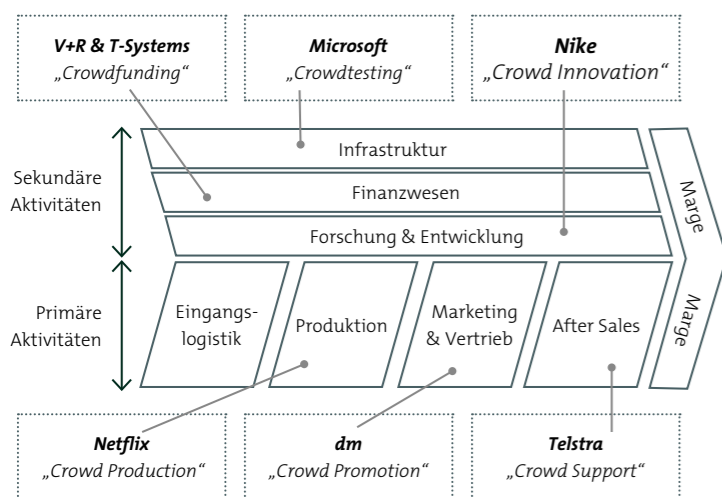 V+R & T-Systems
„Crowdfunding“
Microsoft
„Crowdtesting“
Nike
„Crowd Innovation“
Sekundäre
Aktivitäten
Infrastruktur
Finanzwesen
Forschung & Entwicklung
Marge
Primäre
Aktivitäten
Eingangs-
logistik
Produktion
Marketing
& Vertrieb
After Sales
Marge
Netflix
„Crowd Production“
dm
„Crowd Promotion“
Telstra
„Crowd Support“